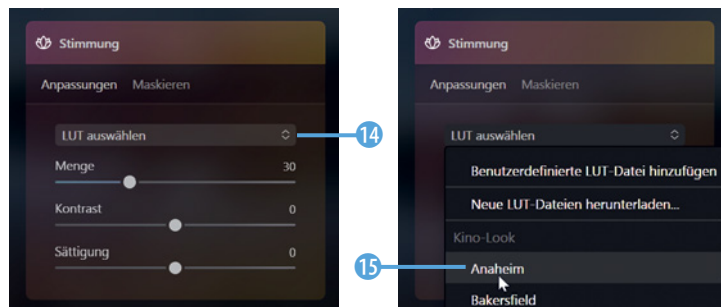 Stimmung
Anpassungen Maskieren
LUT auswählen
14
Menge 30
Kontrast 0
Sättigung 0
Stimmung
Anpassungen Maskieren
LUT auswählen
Benutzerdefinierte LUT-Datei hinzufügen
Neue LUT-Dateien herunterladen...
Kino-Look
15
Anaheim
Bakersfield